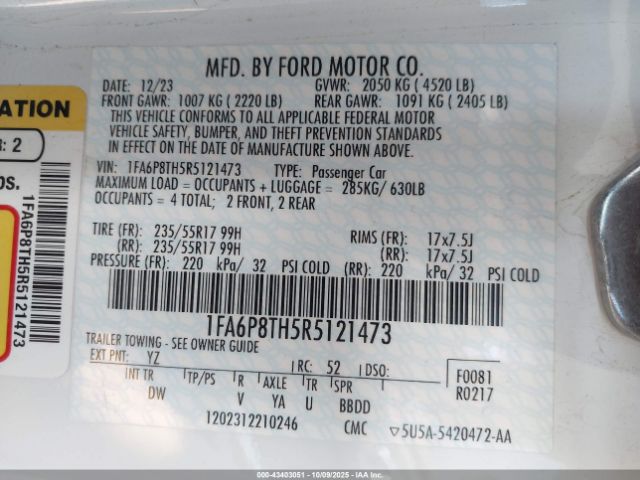 MFD. BY FORD MOTOR CO.
DATE: 12/23 GVWR: 2050 KG ( 4520 LB)
FRONT GAWR: 1007 KG ( 2220 LB) REAR GAWR: 1091 KG ( 2405 LB)
THIS VEHICLE CONFORMS TO ALL APPLICABLE FEDERAL MOTOR
VEHICLE SAFETY, BUMPER, AND THEFT PREVENTION STANDARDS
IN EFFECT ON THE DATE OF MANUFACTURE SHOWN ABOVE.
VIN: 1FA6P8TH5R5121473 TYPE: Passenger Car
MAXIMUM LOAD = OCCUPANTS + LUGGAGE = 285KG/ 630LB
OCCUPANTS = 4 TOTAL; 2 FRONT, 2 REAR
TIRE (FR): 235/55R17 99H RIMS (FR): 17x7.5J
(RR): 235/55R17 99H (RR): 17x7.5J
PRESSURE (FR): 220 kPa/ 32 PSI COLD (RR): 220 kPa/ 32 PSI COLD
1FA6P8TH5R5121473
TRAILER TOWING - SEE OWNER GUIDE
EXT PNT: YZ RC: 52 DSO: F0081
INT TR TP/PS R AXLE TR SPR R0217
DW V YA U BBDD
1202312210246 CMC ▽5U5A-5420472-AA
ATION
R: 2
bs.
1FA6P8TH5R5121473
000-43403051 - 10/09/2025 - IAAI.COM